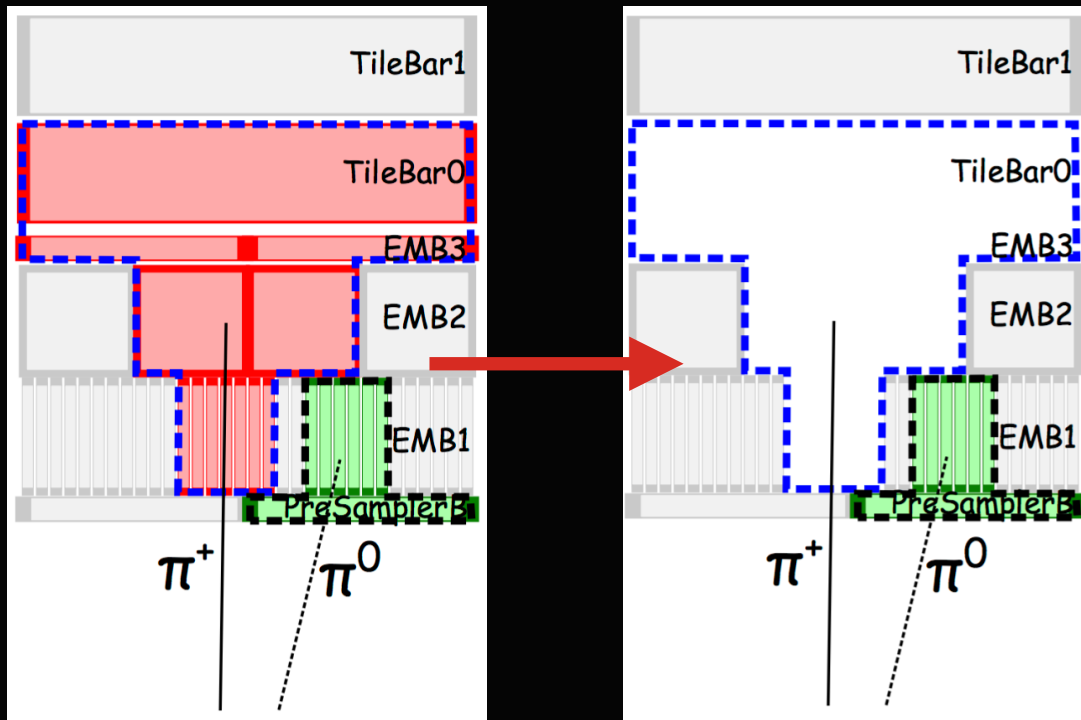 TileBar1
TileBar0
EMB3
EMB2
EMB1
PreSamplerB
π⁺
π⁰
TileBar1
TileBar0
EMB3
EMB2
EMB1
PreSamplerB
π⁺
π⁰